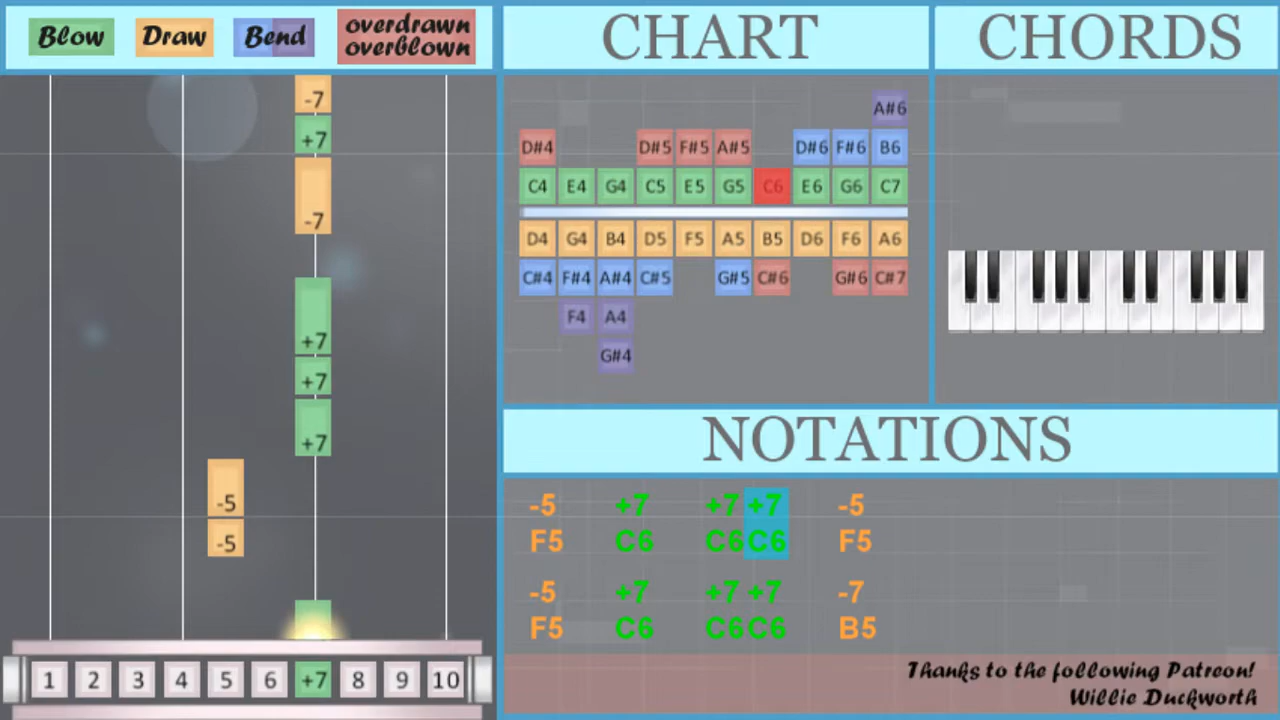 Blow Draw Bend overdrawn
overblown
CHART
CHORDS
-7
+7
-7
+7
+7
+7
-5
-5
1 2 3 4 5 6 +7 8 9 10
A#6
D#4 D#5 F#5 A#5 D#6 F#6 B6
C4 E4 G4 C5 E5 G5 C6 E6 G6 C7
D4 G4 B4 D5 F5 A5 B5 D6 F6 A6
C#4 F#4 A#4 C#5 G#5 C#6 G#6 C#7
F4 A4
G#4
NOTATIONS
-5 +7 +7 +7 -5
F5 C6 C6 C6 F5
-5 +7 +7 +7 -7
F5 C6 C6 C6 B5
Thanks to the following Patreon!
Willie Duckworth